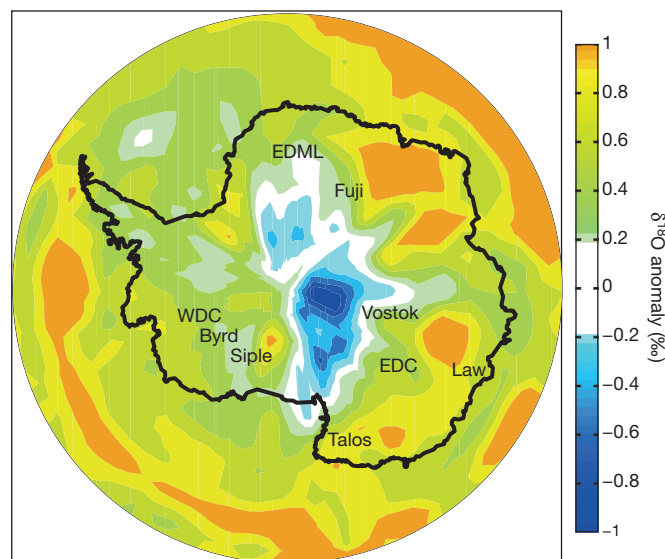 EDML
Fuji
WDC
Byrd
Siple
Vostok
EDC
Law
Talos
1
0.8
0.6
0.4
0.2
0
−0.2
−0.4
−0.6
−0.8
−1
δ¹⁸O anomaly (‰)